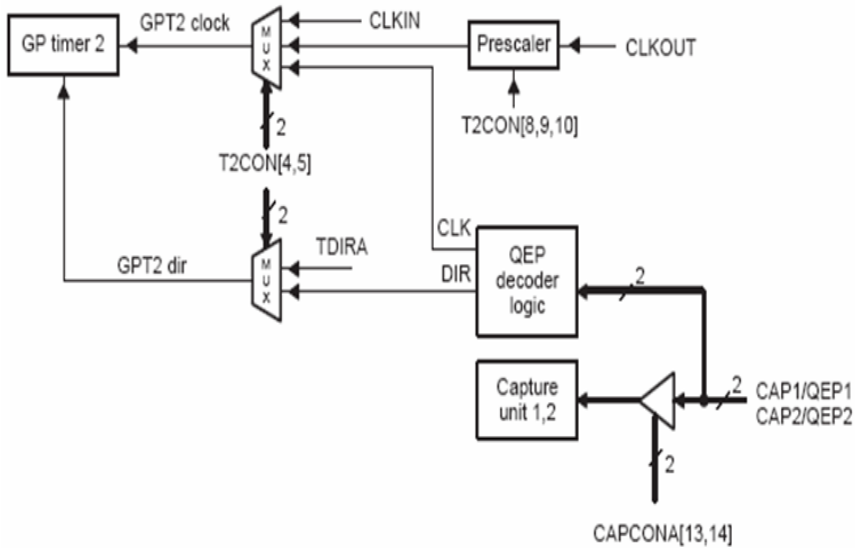 GPT2 clock
CLKIN
GP timer 2
MUX
Prescaler
CLKOUT
2
T2CON[8,9,10]
T2CON[4,5]
2
CLK
TDIRA
QEP
decoder
logic
GPT2 dir
MUX
DIR
2
Capture
unit 1,2
2
CAP1/QEP1
CAP2/QEP2
2
CAPCONA[13,14]